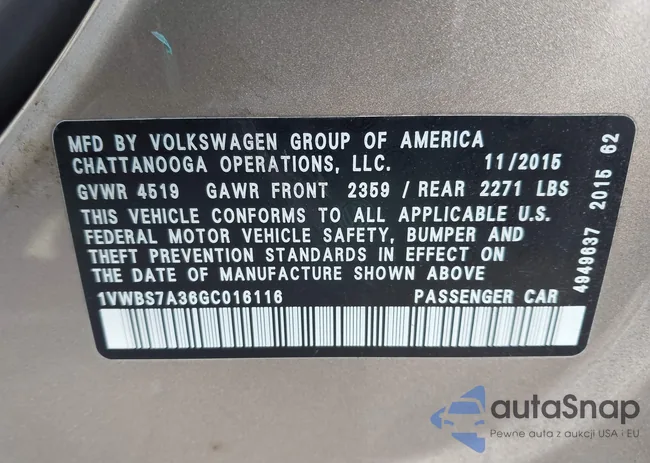 MFD BY VOLKSWAGEN GROUP OF AMERICA
CHATTANOOGA OPERATIONS, LLC. 11/2015
GVWR 4519 GAWR FRONT 2359 / REAR 2271 LBS
THIS VEHICLE CONFORMS TO ALL APPLICABLE U.S.
FEDERAL MOTOR VEHICLE SAFETY, BUMPER AND
THEFT PREVENTION STANDARDS IN EFFECT ON
THE DATE OF MANUFACTURE SHOWN ABOVE
1VWBS7A36GC016116 PASSENGER CAR
4949637 2015 62
autaSnap
Pewne auta z aukcji USA i EU